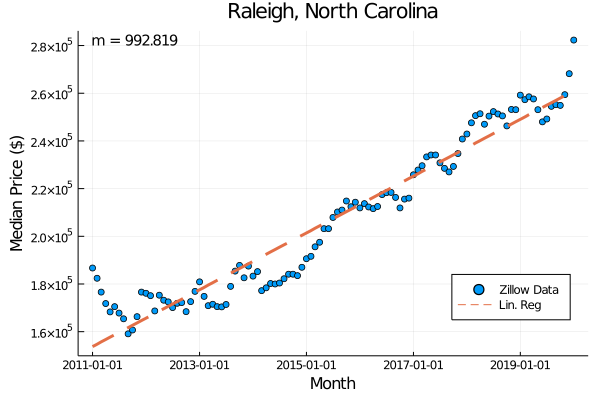 Raleigh, North Carolina
m = 992.819
2.8×10⁵
2.6×10⁵
2.4×10⁵
2.2×10⁵
2.0×10⁵
1.8×10⁵
1.6×10⁵
Median Price ($)
Zillow Data
Lin. Reg
2011-01-01 2013-01-01 2015-01-01 2017-01-01 2019-01-01
Month